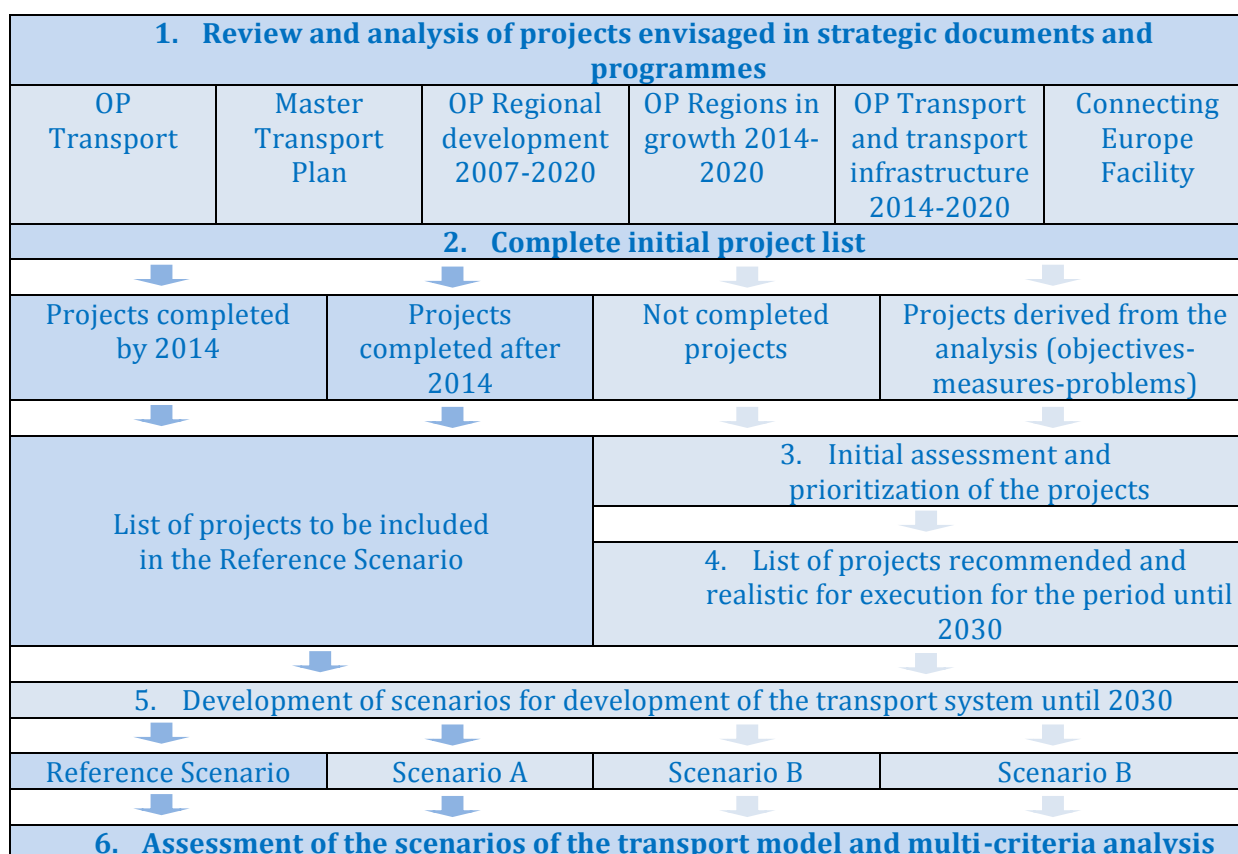 1. Review and analysis of projects envisaged in strategic documents and
programmes
OP
Transport
Master
Transport
Plan
OP Regional
development
2007-2020
OP Regions in
growth 2014-
2020
OP Transport
and transport
infrastructure
2014-2020
Connecting
Europe
Facility
2. Complete initial project list
Projects completed
by 2014
Projects
completed after
2014
Not completed
projects
Projects derived from the
analysis (objectives-
measures-problems)
List of projects to be included
in the Reference Scenario
3. Initial assessment and
prioritization of the projects
4. List of projects recommended and
realistic for execution for the period until
2030
5. Development of scenarios for development of the transport system until 2030
Reference Scenario
Scenario A
Scenario B
Scenario B
6. Assessment of the scenarios of the transport model and multi-criteria analysis